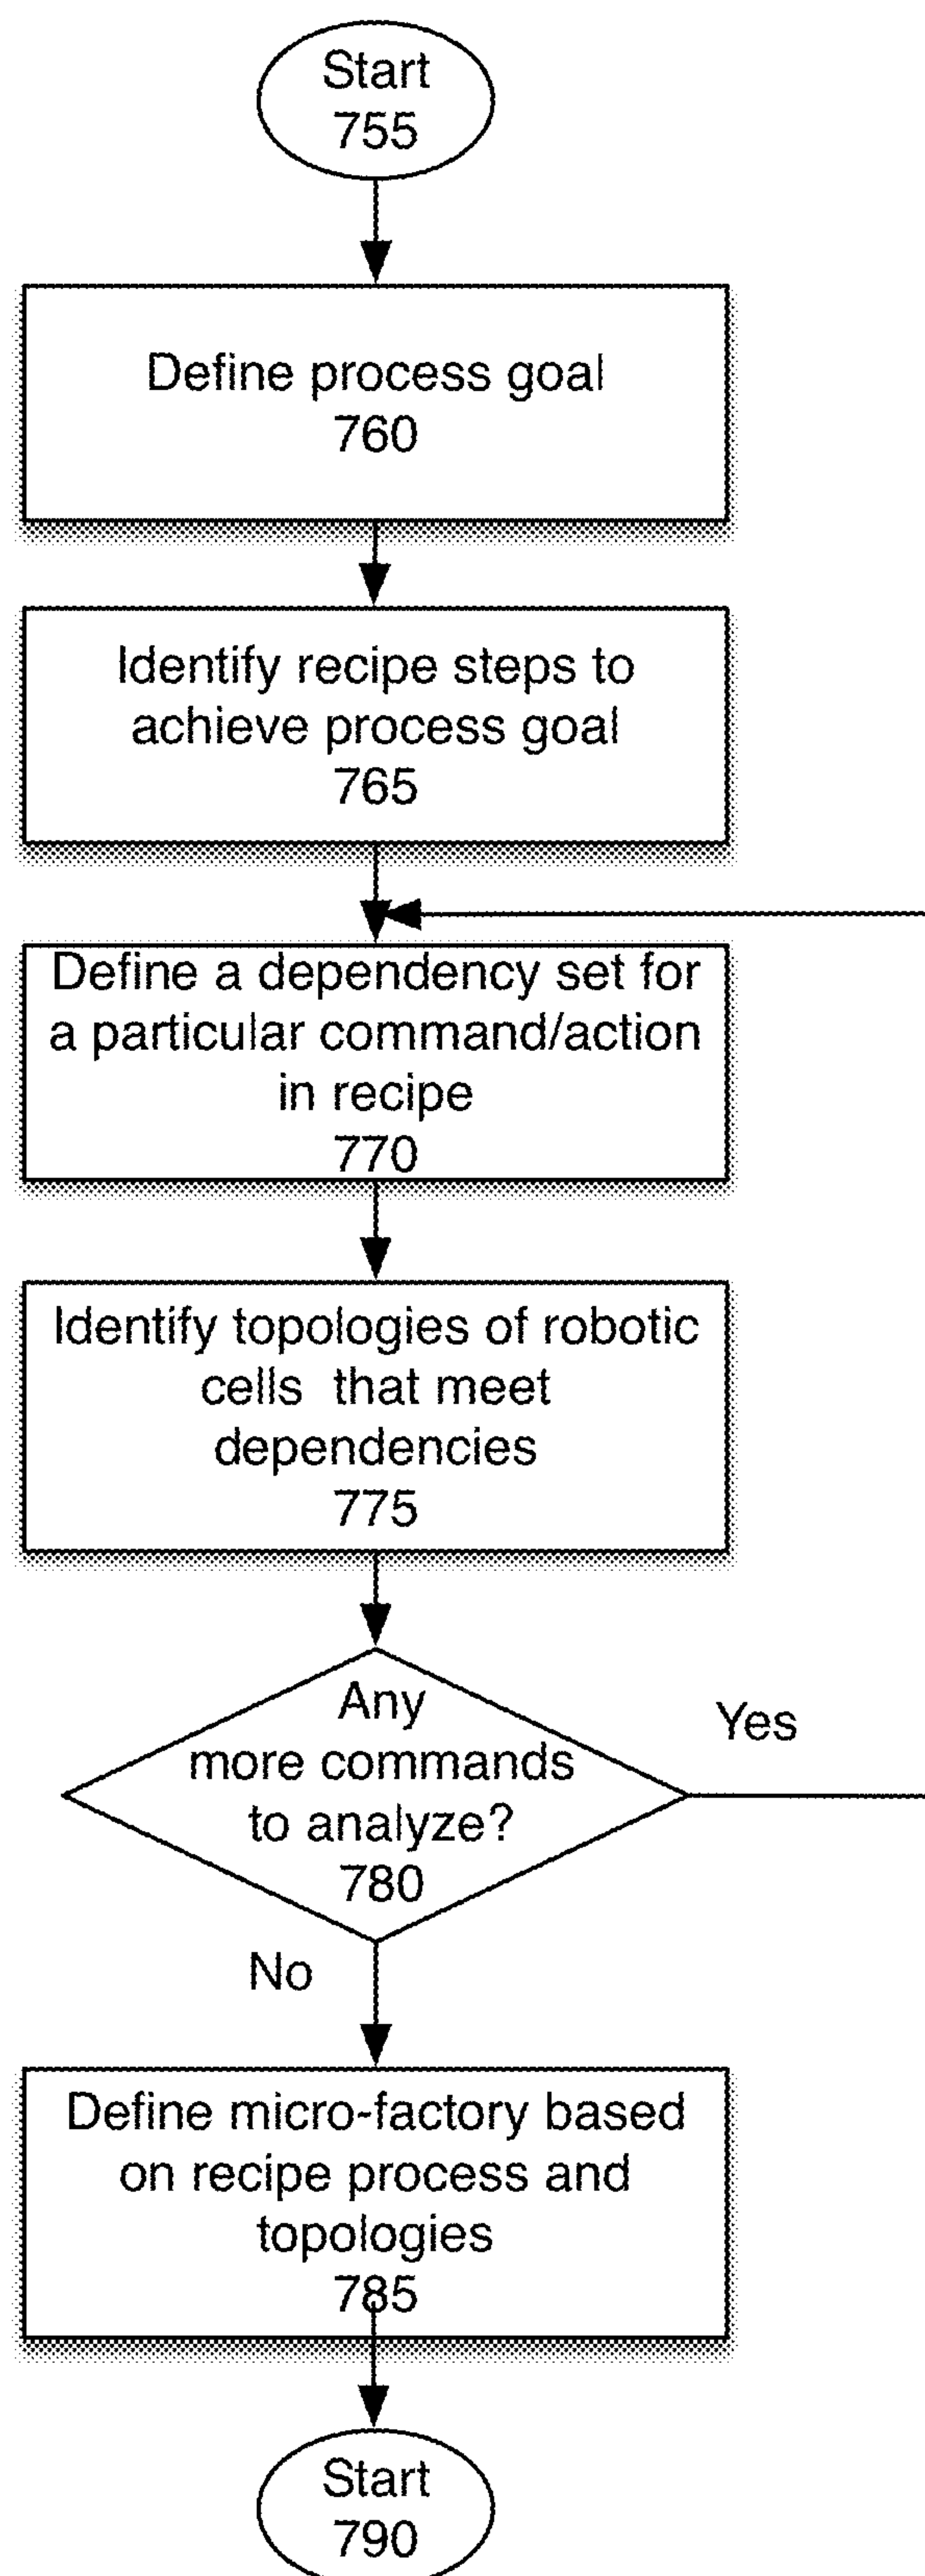 Start
755
Define process goal
760
Identify recipe steps to
achieve process goal
765
Define a dependency set for
a particular command/action
in recipe
770
Identify topologies of robotic
cells that meet
dependencies
775
Any
more commands
to analyze?
780
Yes
No
Define micro-factory based
on recipe process and
topologies
785
Start
790